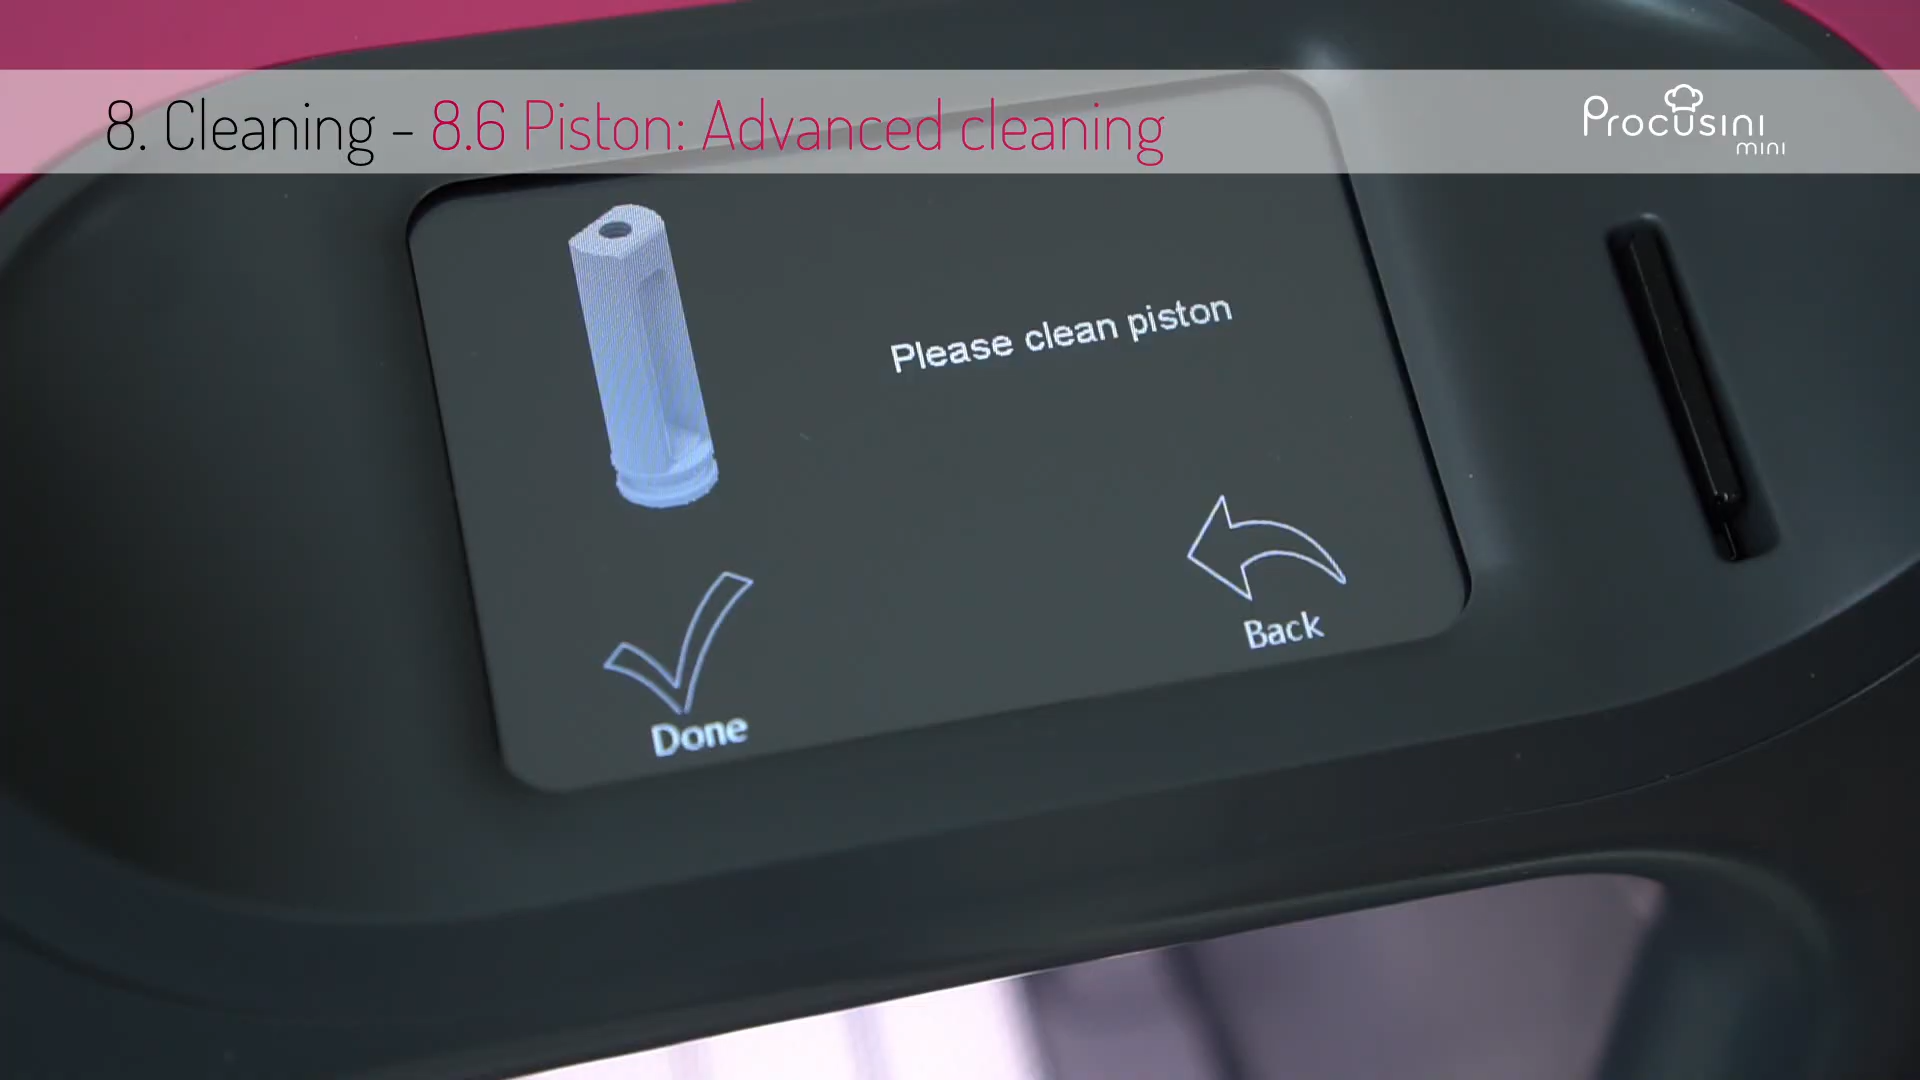 8. Cleaning - 8.6 Piston: Advanced cleaning
Procusini
mini
Please clean piston
Back
Done